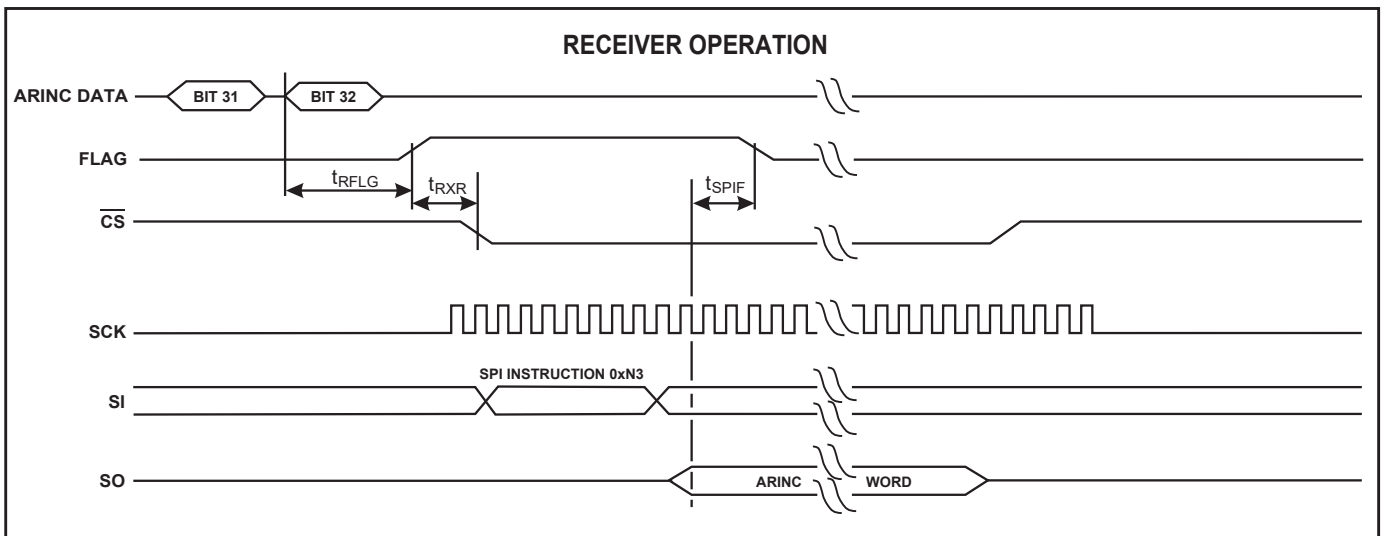 RECEIVER OPERATION
ARINC DATA
BIT 31
BIT 32
FLAG
tRFLG
tRXR
tSPIF
CS
SCK
SPI INSTRUCTION 0xN3
SI
SO
ARINC
WORD